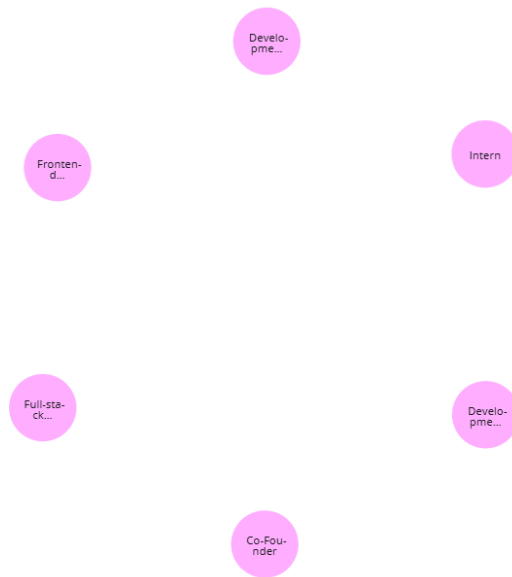 Develo-
pme...
Intern
Fronten-
d...
Full-sta-
ck...
Develo-
pme...
Co-Fou-
nder